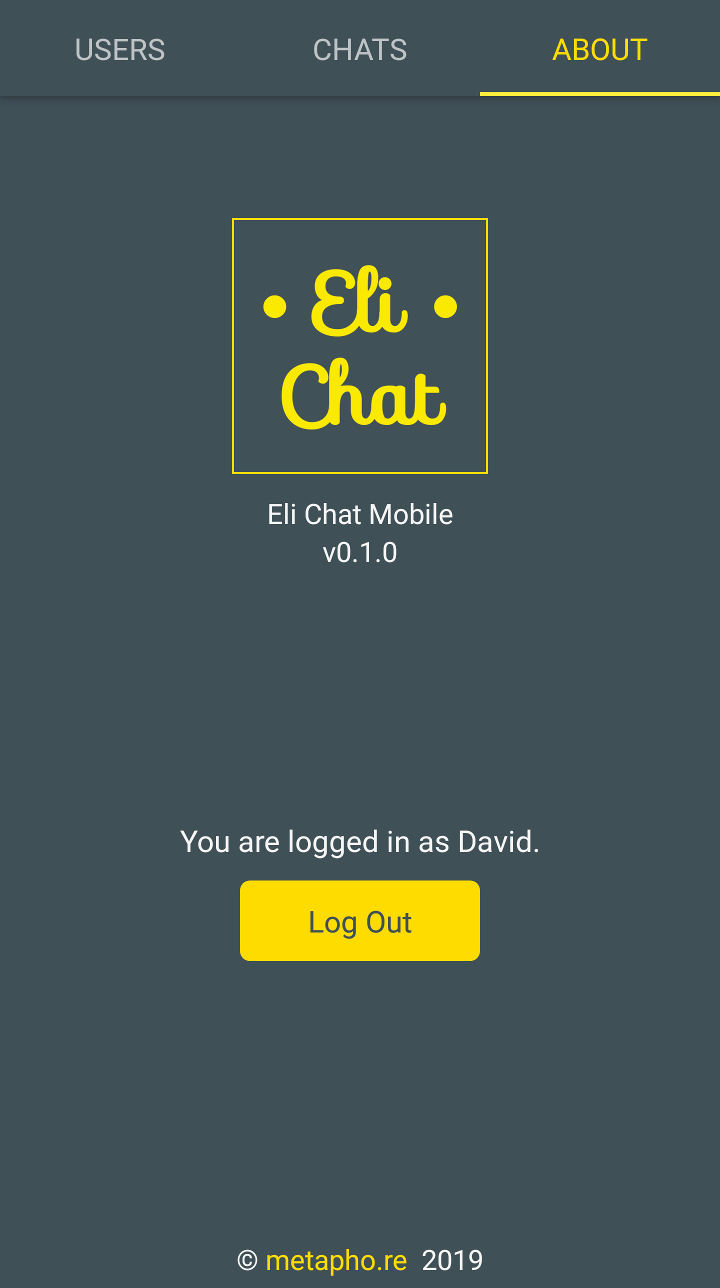 USERS CHATS ABOUT
• Eli •
Chat
Eli Chat Mobile
v0.1.0
You are logged in as David.
Log Out
© metapho.re 2019